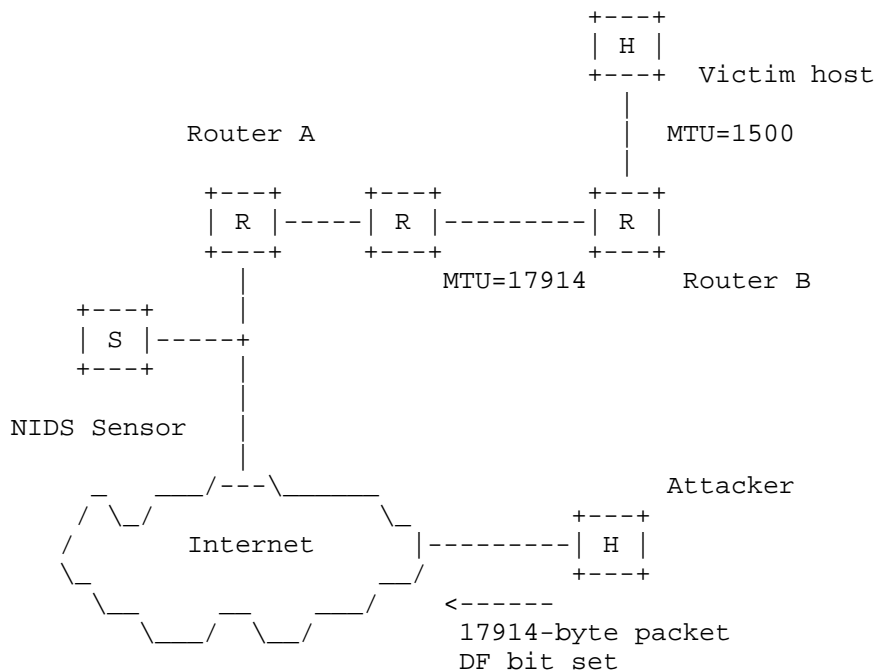 H
Victim host
Router A
MTU=1500
R R R
MTU=17914 Router B
S
NIDS Sensor
Attacker
Internet H
17914-byte packet
DF bit set